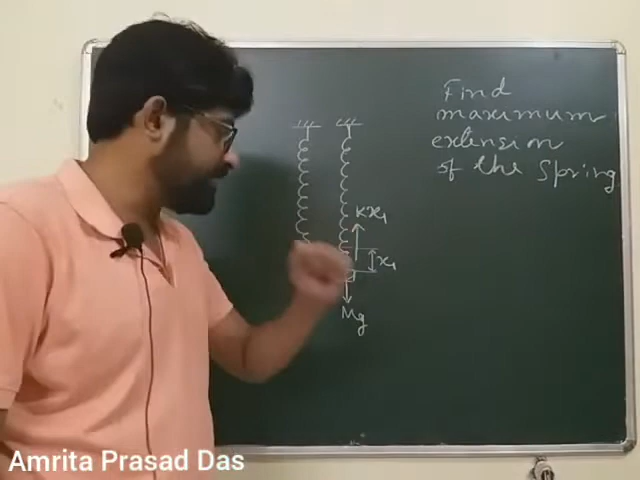 Find
maximum
extension
of the Spring
Kx₁
x₁
Mg
Amrita Prasad Das